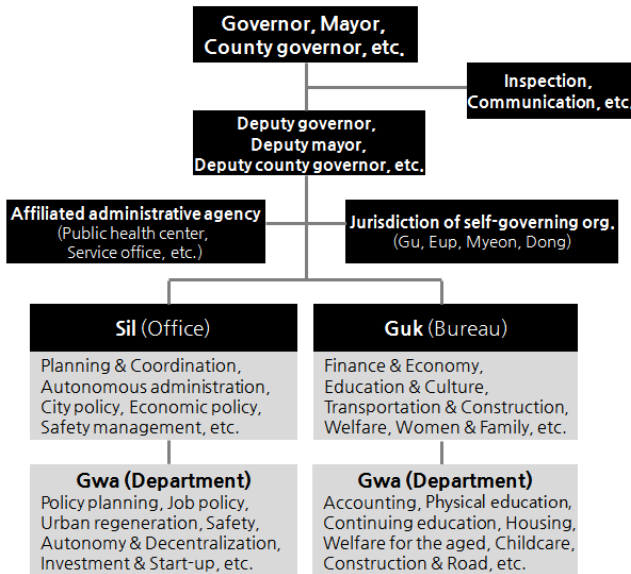 Governor, Mayor,
County governor, etc.
Inspection,
Communication, etc.
Deputy governor,
Deputy mayor,
Deputy county governor, etc.
Affiliated administrative agency
(Public health center,
Service office, etc.)
Jurisdiction of self-governing org.
(Gu, Eup, Myeon, Dong)
Sil (Office)
Planning & Coordination,
Autonomous administration,
City policy, Economic policy,
Safety management, etc.
Guk (Bureau)
Finance & Economy,
Education & Culture,
Transportation & Construction,
Welfare, Women & Family, etc.
Gwa (Department)
Policy planning, Job policy,
Urban regeneration, Safety,
Autonomy & Decentralization,
Investment & Start-up, etc.
Gwa (Department)
Accounting, Physical education,
Continuing education, Housing,
Welfare for the aged, Childcare,
Construction & Road, etc.